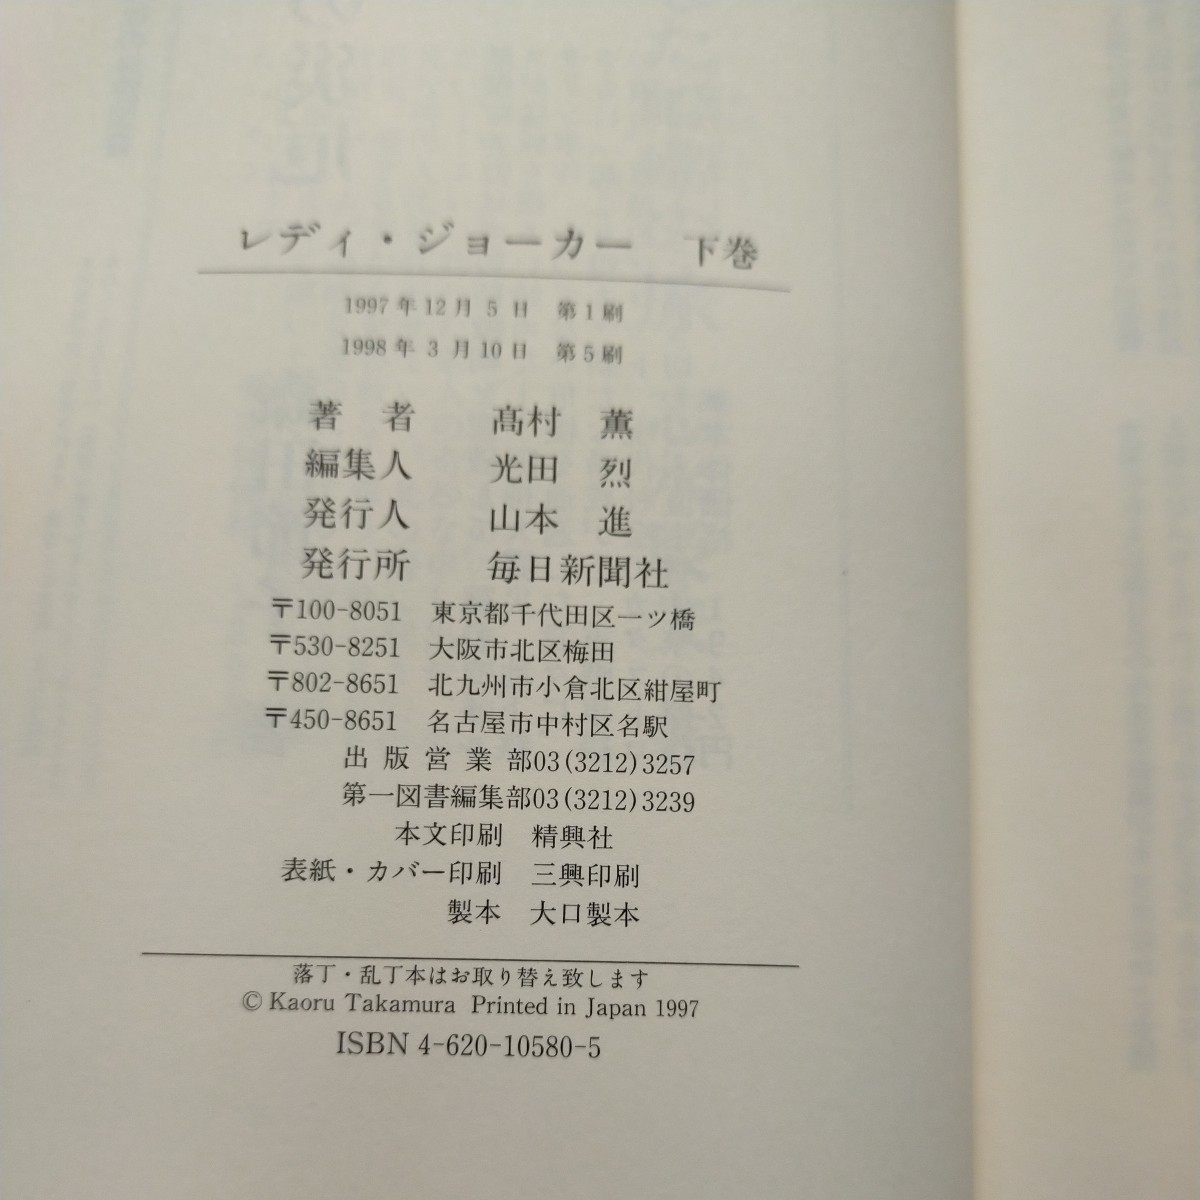 レディ・ジョーカー　下巻
1997年12月5日　第1刷
1998年3月10日　第5刷
著　者　　髙村　薫
編集人　　光田　烈
発行人　　山本　進
発行所　　毎日新聞社
〒100-8051　東京都千代田区一ツ橋
〒530-8251　大阪市北区梅田
〒802-8651　北九州市小倉北区紺屋町
〒450-8651　名古屋市中村区名駅
出版営業部03(3212)3257
第一図書編集部03(3212)3239
本文印刷　精興社
表紙・カバー印刷　三興印刷
製本　大口製本
落丁・乱丁本はお取り替え致します
© Kaoru Takamura Printed in Japan 1997
ISBN 4-620-10580-5